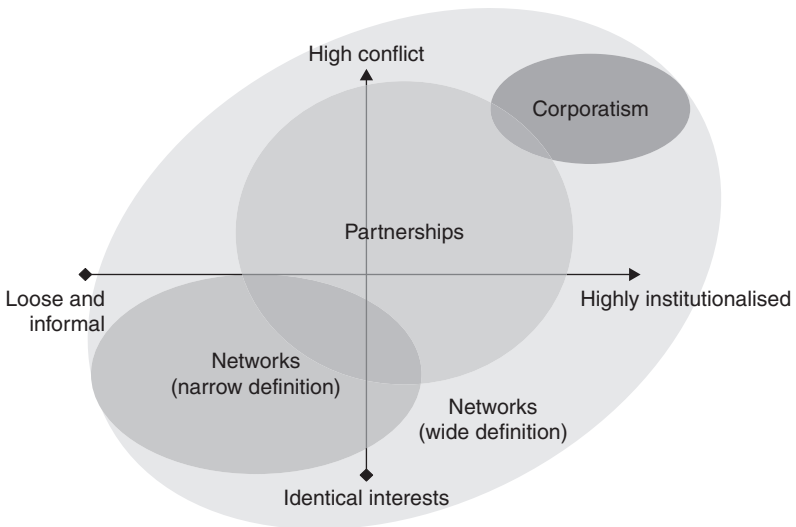 High conflict
Corporatism
Partnerships
Loose and
informal
Highly institutionalised
Networks
(narrow definition)
Networks
(wide definition)
Identical interests